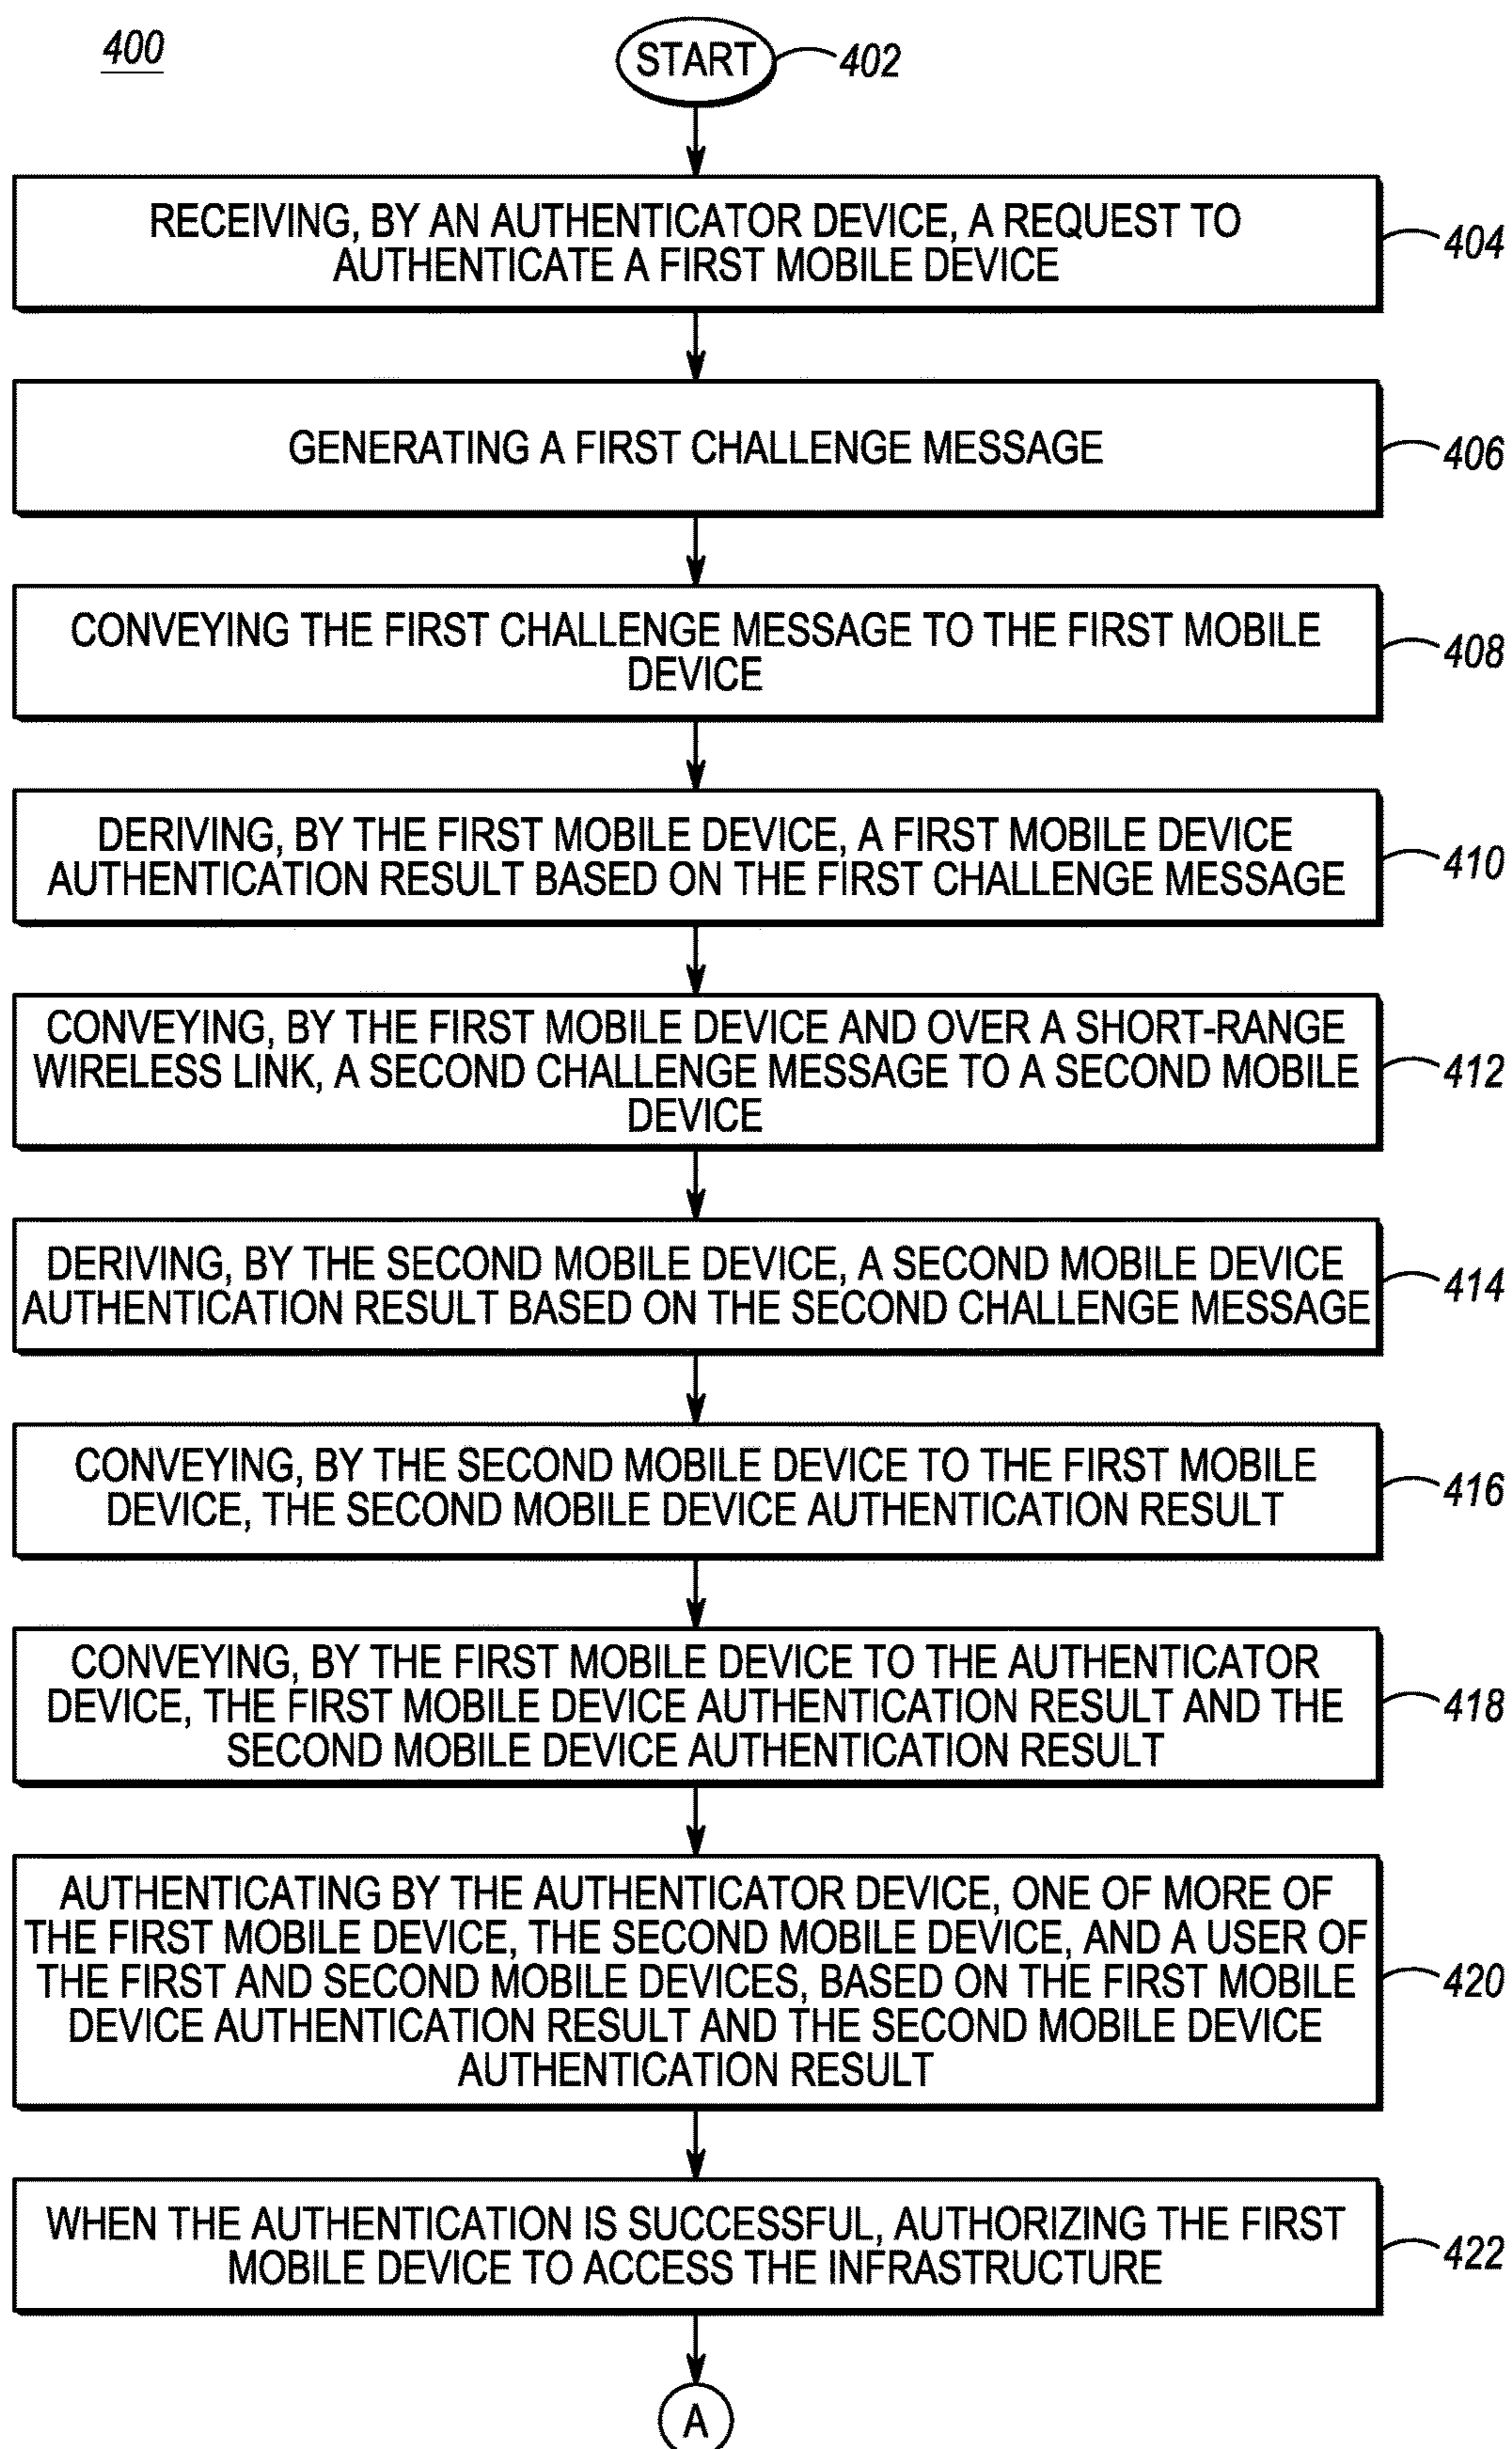 400
START
402
RECEIVING, BY AN AUTHENTICATOR DEVICE, A REQUEST TO
AUTHENTICATE A FIRST MOBILE DEVICE
404
GENERATING A FIRST CHALLENGE MESSAGE
406
CONVEYING THE FIRST CHALLENGE MESSAGE TO THE FIRST MOBILE
DEVICE
408
DERIVING, BY THE FIRST MOBILE DEVICE, A FIRST MOBILE DEVICE
AUTHENTICATION RESULT BASED ON THE FIRST CHALLENGE MESSAGE
410
CONVEYING, BY THE FIRST MOBILE DEVICE AND OVER A SHORT-RANGE
WIRELESS LINK, A SECOND CHALLENGE MESSAGE TO A SECOND MOBILE
DEVICE
412
DERIVING, BY THE SECOND MOBILE DEVICE, A SECOND MOBILE DEVICE
AUTHENTICATION RESULT BASED ON THE SECOND CHALLENGE MESSAGE
414
CONVEYING, BY THE SECOND MOBILE DEVICE TO THE FIRST MOBILE
DEVICE, THE SECOND MOBILE DEVICE AUTHENTICATION RESULT
416
CONVEYING, BY THE FIRST MOBILE DEVICE TO THE AUTHENTICATOR
DEVICE, THE FIRST MOBILE DEVICE AUTHENTICATION RESULT AND THE
SECOND MOBILE DEVICE AUTHENTICATION RESULT
418
AUTHENTICATING BY THE AUTHENTICATOR DEVICE, ONE OF MORE OF
THE FIRST MOBILE DEVICE, THE SECOND MOBILE DEVICE, AND A USER OF
THE FIRST AND SECOND MOBILE DEVICES, BASED ON THE FIRST MOBILE
DEVICE AUTHENTICATION RESULT AND THE SECOND MOBILE DEVICE
AUTHENTICATION RESULT
420
WHEN THE AUTHENTICATION IS SUCCESSFUL, AUTHORIZING THE FIRST
MOBILE DEVICE TO ACCESS THE INFRASTRUCTURE
422
A